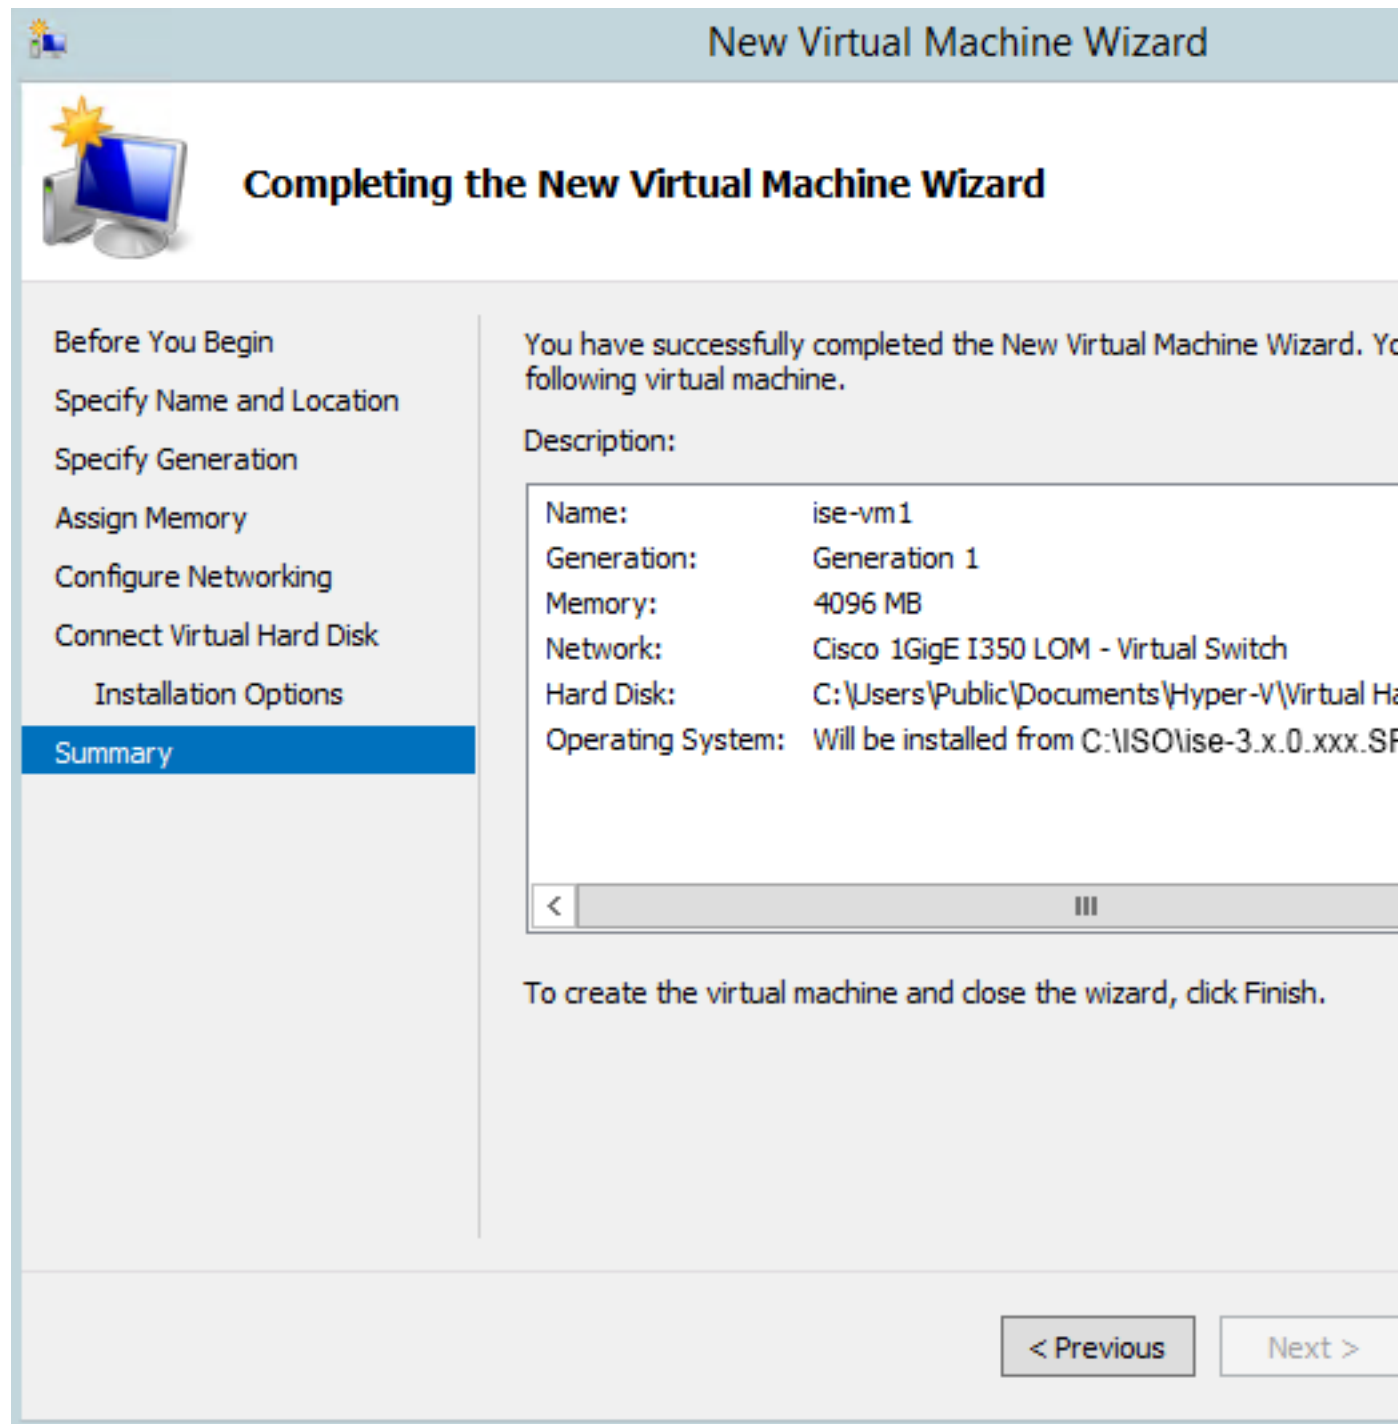 New Virtual Machine Wizard
Completing the New Virtual Machine Wizard
Before You Begin
Specify Name and Location
Specify Generation
Assign Memory
Configure Networking
Connect Virtual Hard Disk
Installation Options
Summary
You have successfully completed the New Virtual Machine Wizard.
following virtual machine.
Description:
Name: ise-vm1
Generation: Generation 1
Memory: 4096 MB
Network: Cisco 1GigE I350 LOM - Virtual Switch
Hard Disk: C:\Users\Public\Documents\Hyper-V\Virtual
Operating System: Will be installed from C:\ISO\ise-3.x.0.xxx.
To create the virtual machine and close the wizard, click Finish.
< Previous
Next >